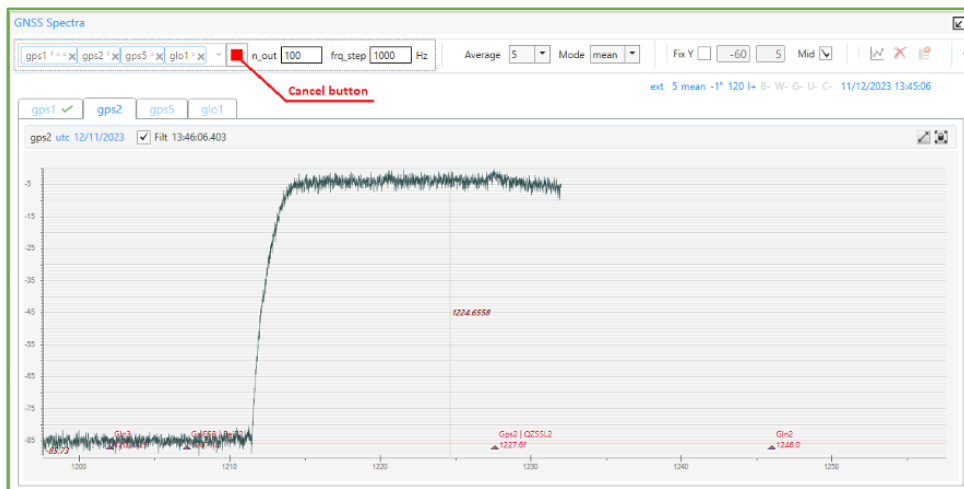 GNSS Spectra
gps1 gps2 gps5 glo1 n_out 100 frq_step 1000 Hz Average 5 Mode mean Fix Y -60 5 Mid
Cancel button
ext 5 mean -1° 120 I+ B- W- G- U- C- 11/12/2023 13:45:06
gps1 gps2 gps5 glo1
gps2 utc 12/11/2023 Filt 13:46:06.403
-5
-15
-25
-35
-45
1224.6558
-55
-65
-75
Gln3 Gps2 | QZSSL2 Gln2
-85
-85.73 1227.6f 1246.0
1200 1210 1220 1230 1240 1250